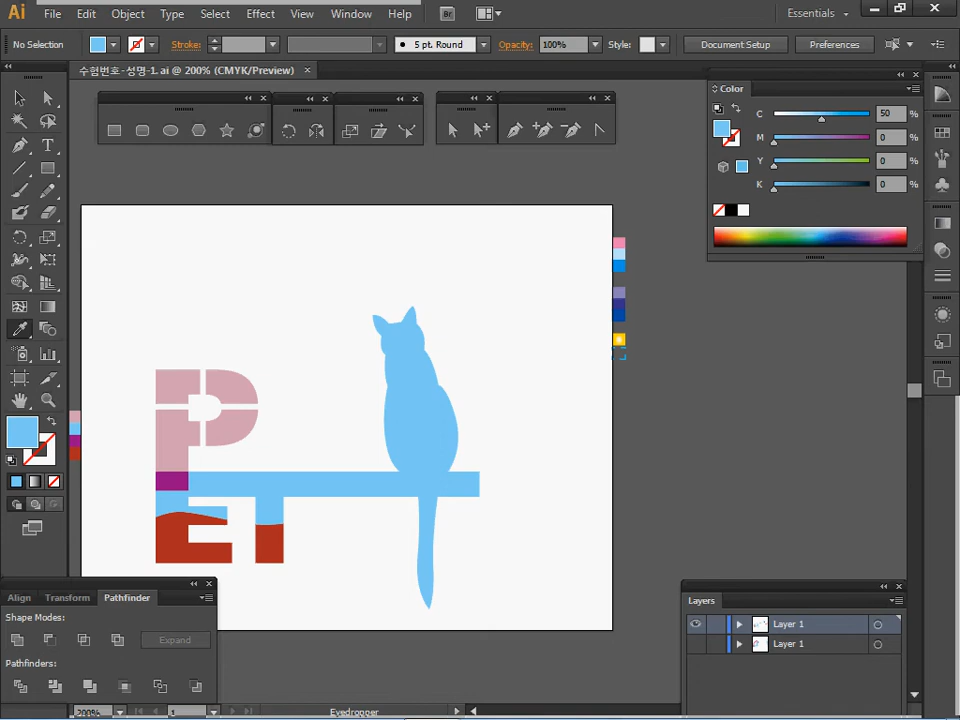 Ai File Edit Object Type Select Effect View Window Help Br Essentials
No Selection Stroke: 5 pt. Round Opacity: 100% Style: Document Setup Preferences
수험번호-성명-1.ai @ 200% (CMYK/Preview)
Color
C 50 %
M 0 %
Y 0 %
K 0 %
PET
Align Transform Pathfinder
Shape Modes:
Expand
Pathfinders:
Layers
Layer 1
Layer 1
200% 1 Eyedropper